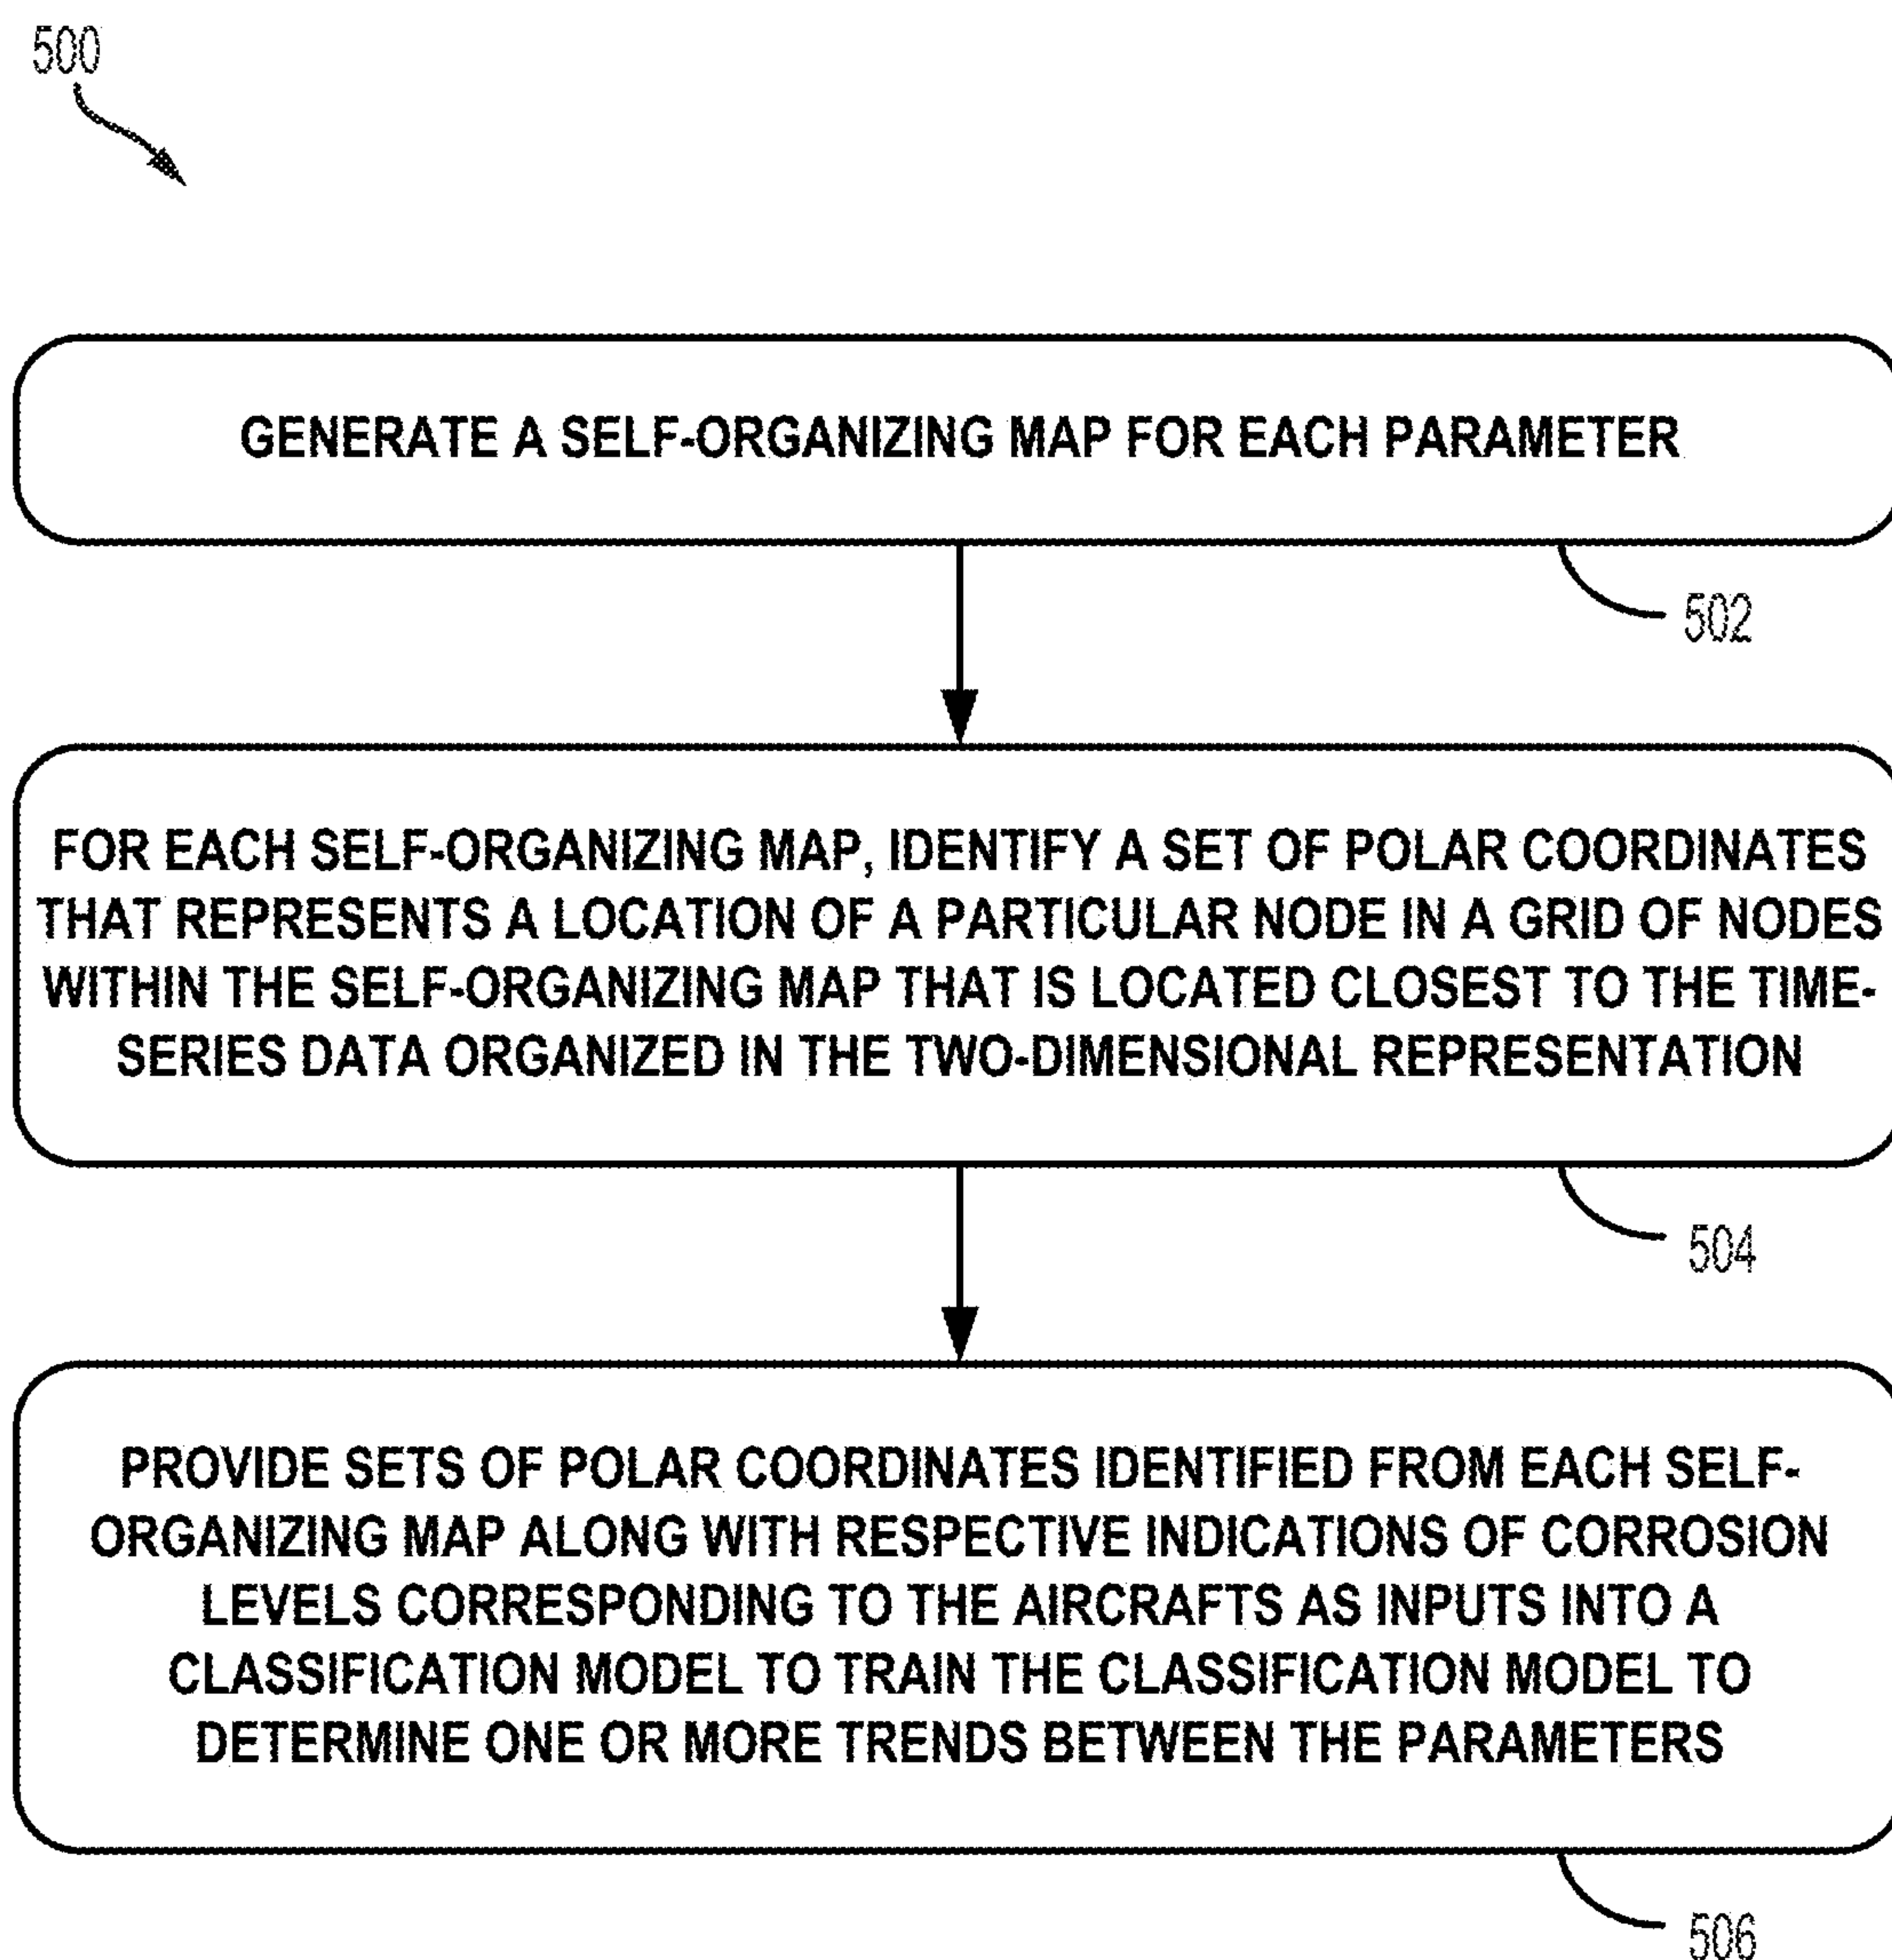 500
GENERATE A SELF-ORGANIZING MAP FOR EACH PARAMETER
502
FOR EACH SELF-ORGANIZING MAP, IDENTIFY A SET OF POLAR COORDINATES
THAT REPRESENTS A LOCATION OF A PARTICULAR NODE IN A GRID OF NODES
WITHIN THE SELF-ORGANIZING MAP THAT IS LOCATED CLOSEST TO THE TIME-
SERIES DATA ORGANIZED IN THE TWO-DIMENSIONAL REPRESENTATION
504
PROVIDE SETS OF POLAR COORDINATES IDENTIFIED FROM EACH SELF-
ORGANIZING MAP ALONG WITH RESPECTIVE INDICATIONS OF CORROSION
LEVELS CORRESPONDING TO THE AIRCRAFTS AS INPUTS INTO A
CLASSIFICATION MODEL TO TRAIN THE CLASSIFICATION MODEL TO
DETERMINE ONE OR MORE TRENDS BETWEEN THE PARAMETERS
506